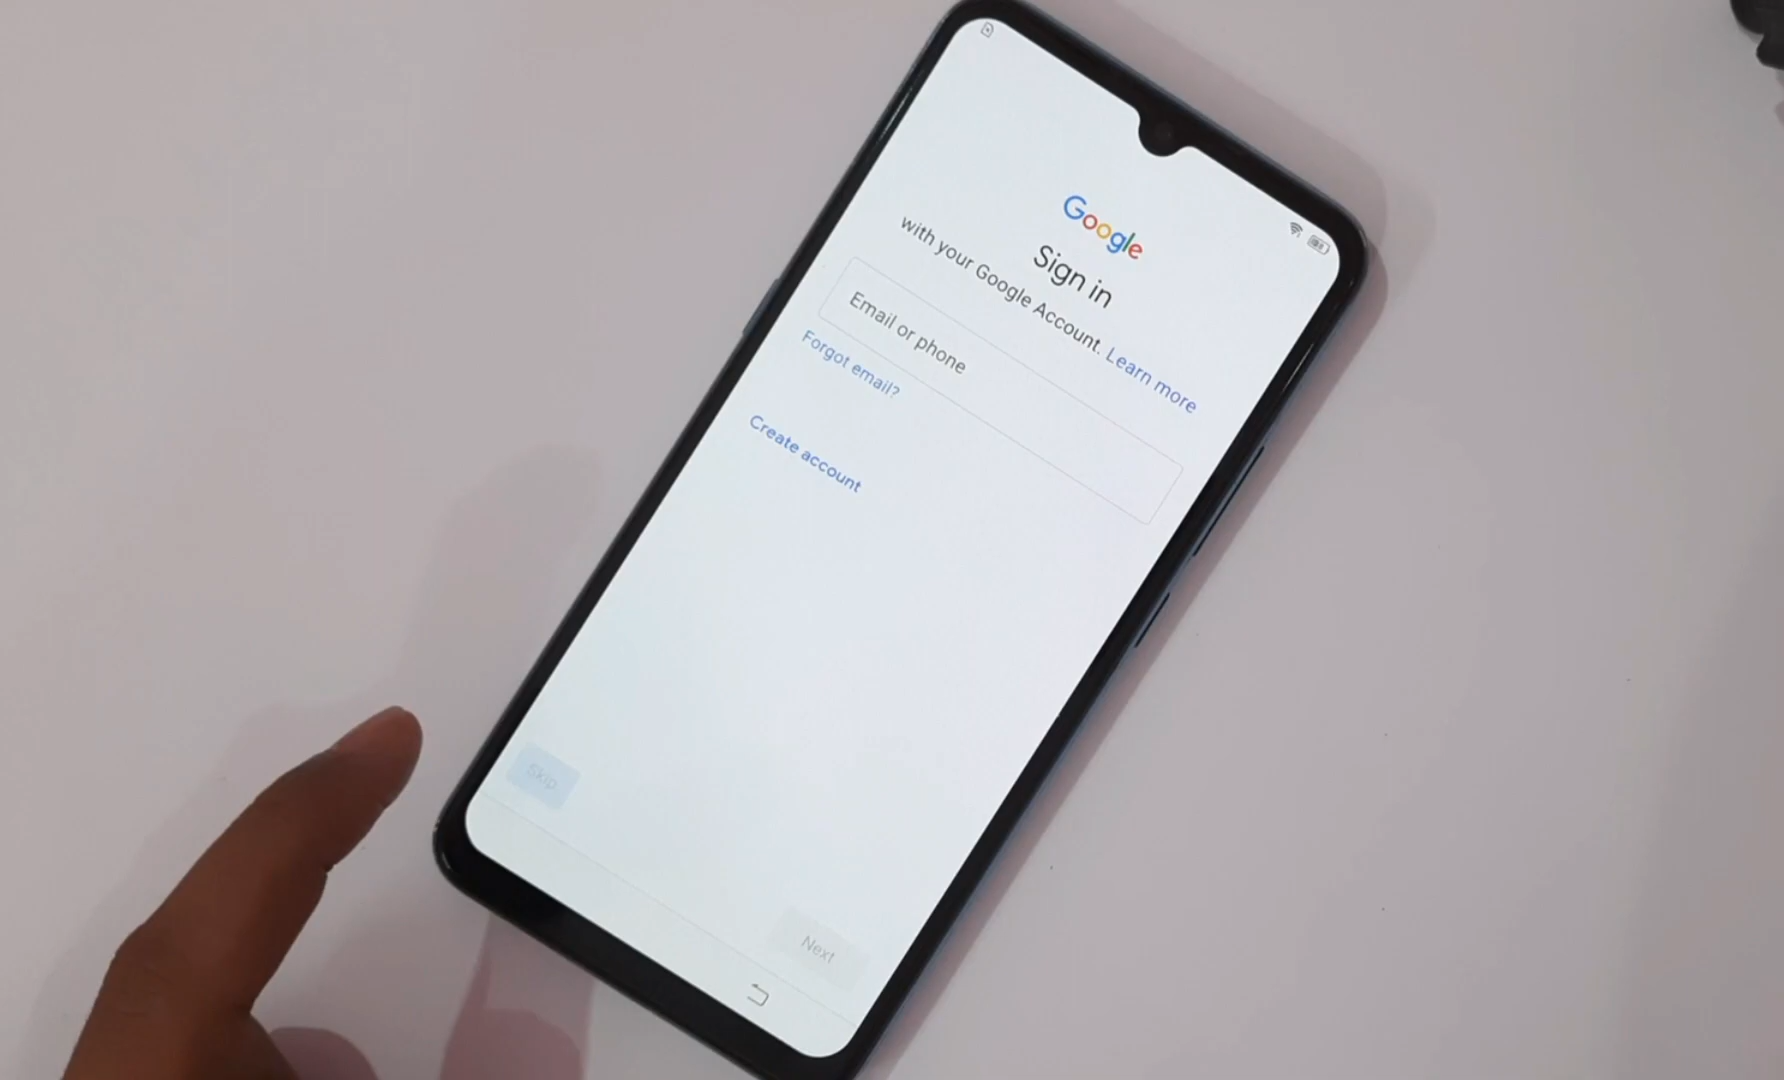 Google
Sign in
with your Google Account. Learn more
Email or phone
Forgot email?
Create account
Skip
Next